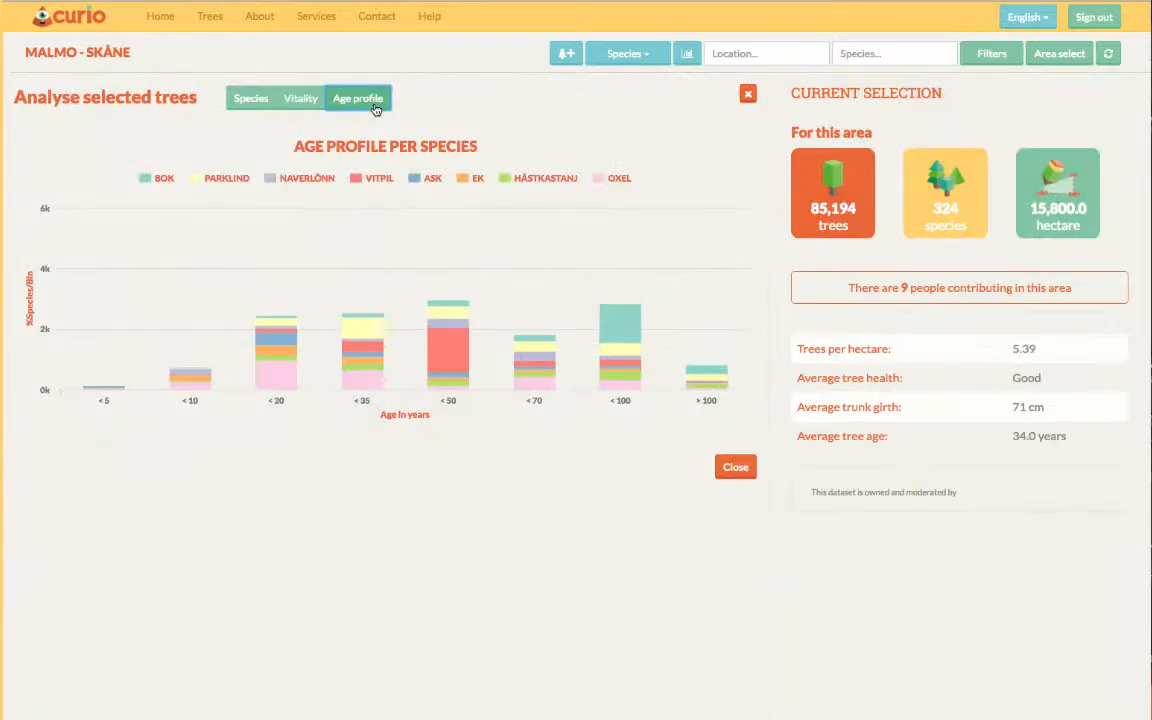 curio Home Trees About Services Contact Help English Sign out
MALMO - SKÅNE Species Location... Species... Filters Area select
Analyse selected trees Species Vitality Age profile
CURRENT SELECTION
For this area
85,194 trees
324 species
15,800.0 hectare
There are 9 people contributing in this area
Trees per hectare: 5.39
Average tree health: Good
Average trunk girth: 71 cm
Average tree age: 34.0 years
This dataset is owned and moderated by
AGE PROFILE PER SPECIES
BOK PARKLIND NAVERLÖNN VITPIL ASK EK HÄSTKASTANJ OXEL
6k
4k
2k
0k
%Species/Bin
< 5 < 10 < 20 < 35 < 50 < 70 < 100 > 100
Age in years
Close